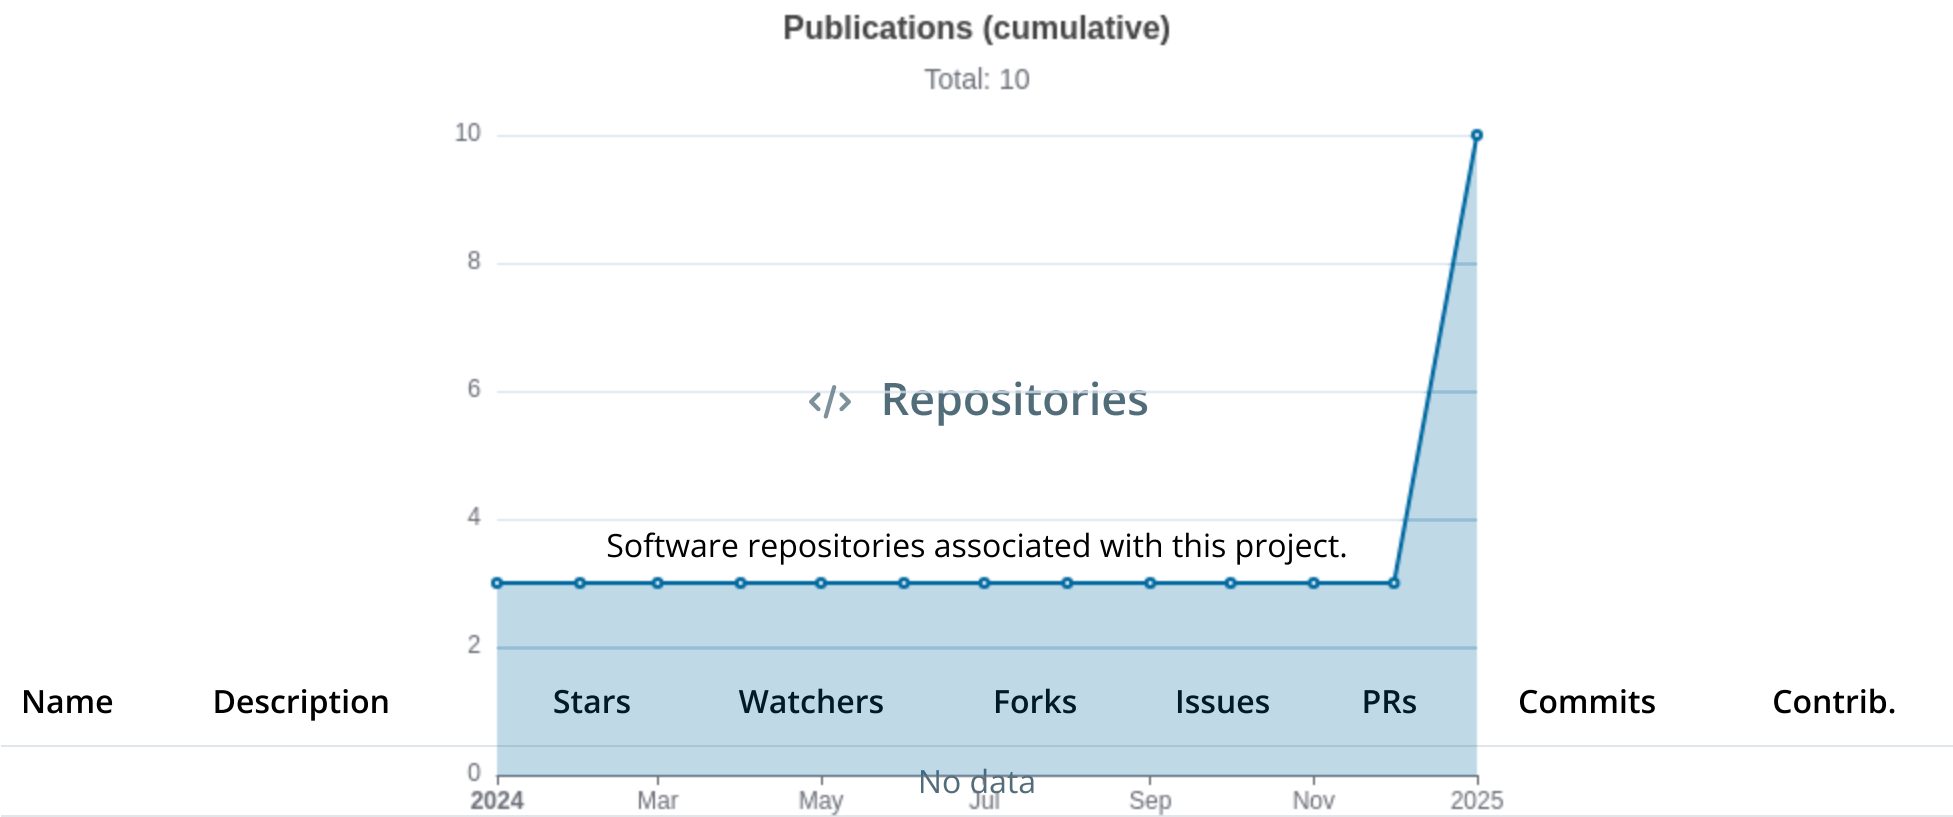 Publications (cumulative)
Total: 10
10
8
6
</> Repositories
4
Software repositories associated with this project.
2
Name Description Stars Watchers Forks Issues PRs Commits Contrib.
0
No data
2024 Mar May Jul Sep Nov 2025